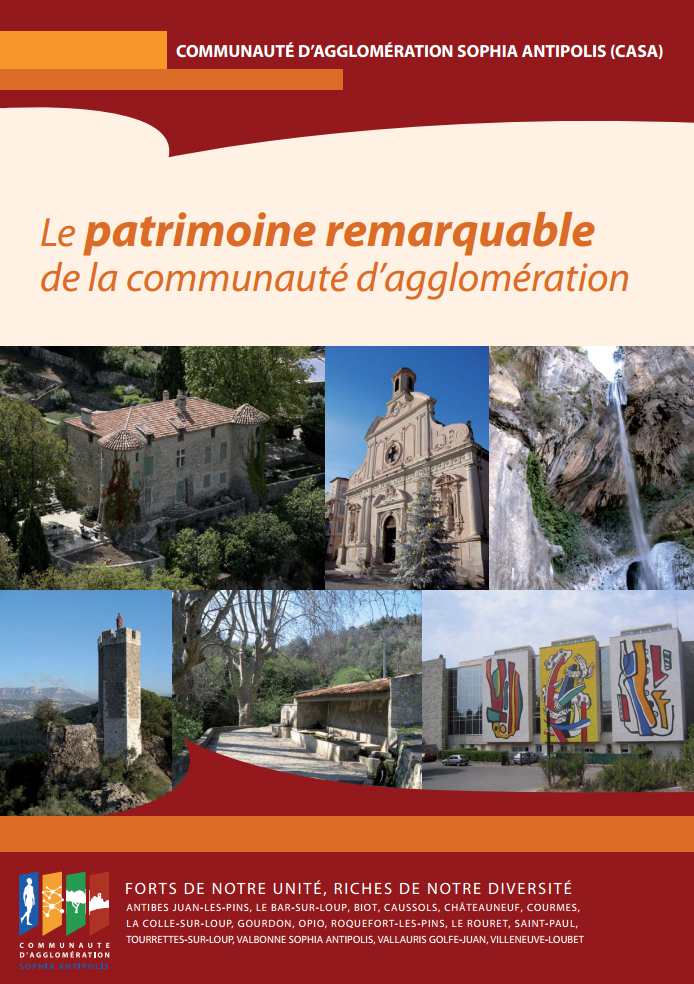 COMMUNAUTÉ D'AGGLOMÉRATION SOPHIA ANTIPOLIS (CASA)
Le patrimoine remarquable
de la communauté d'agglomération
FORTS DE NOTRE UNITÉ, RICHES DE NOTRE DIVERSITÉ
ANTIBES JUAN-LES-PINS, LE BAR-SUR-LOUP, BIOT, CAUSSOLS, CHÂTEAUNEUF, COURMES,
LA COLLE-SUR-LOUP, GOURDON, OPIO, ROQUEFORT-LES-PINS, LE ROURET, SAINT-PAUL,
TOURRETTES-SUR-LOUP, VALBONNE SOPHIA ANTIPOLIS, VALLAURIS GOLFE-JUAN, VILLENEUVE-LOUBET
COMMUNAUTE
D'AGGLOMÉRATION
SOPHIA ANTIPOLIS